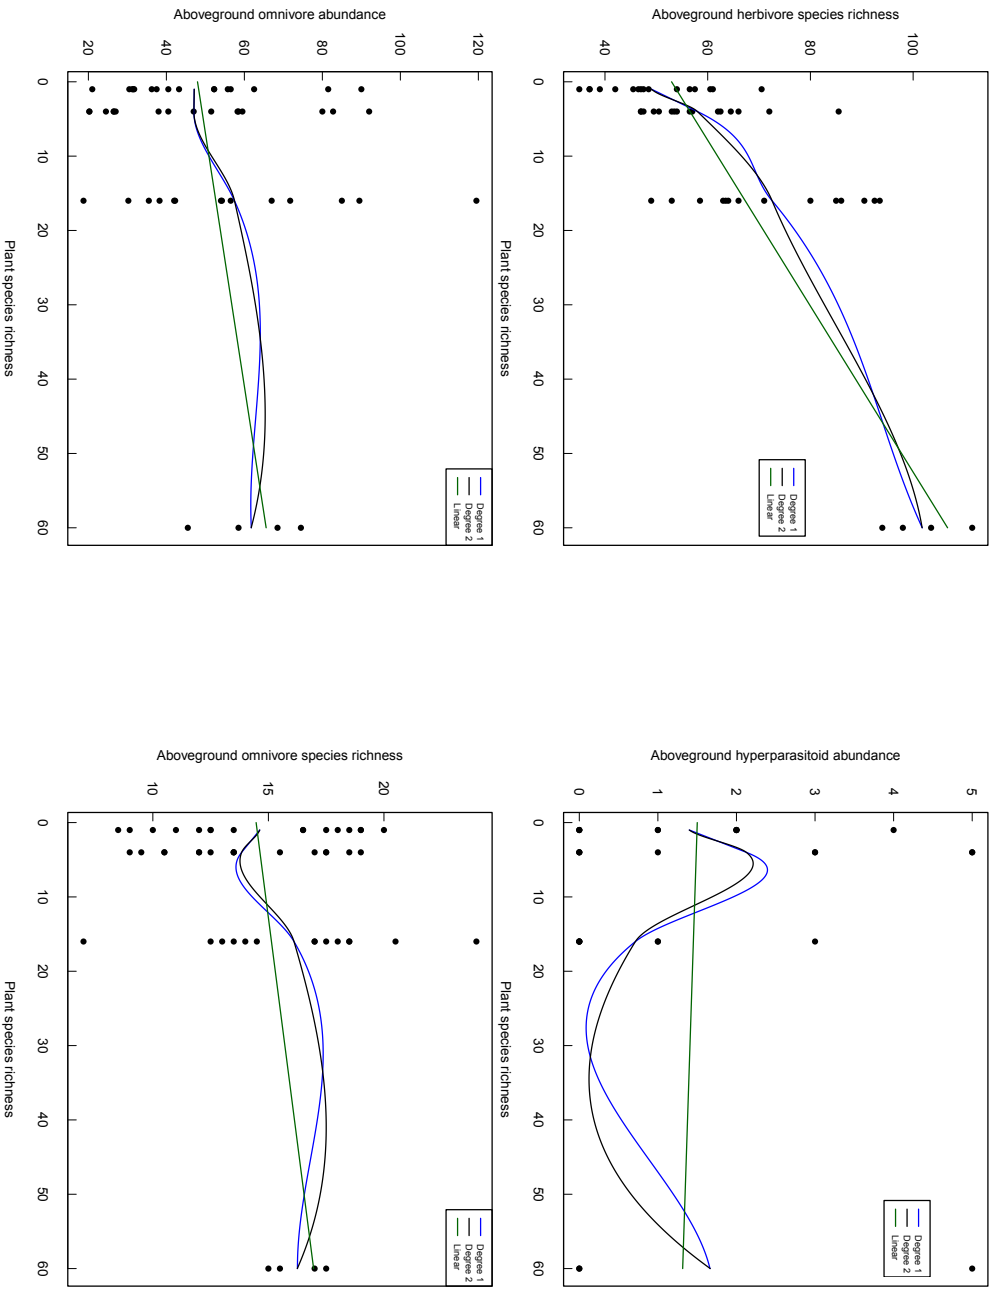 Aboveground herbivore species richness
100
80
60
40
Degree 1
Degree 2
Linear
0 10 20 30 40 50 60
Plant species richness
Aboveground hyperparasitoid abundance
5
4
3
2
1
0
Degree 1
Degree 2
Linear
0 10 20 30 40 50 60
Plant species richness
Aboveground omnivore abundance
120
100
80
60
40
20
Degree 1
Degree 2
Linear
0 10 20 30 40 50 60
Plant species richness
Aboveground omnivore species richness
20
15
10
Degree 1
Degree 2
Linear
0 10 20 30 40 50 60
Plant species richness